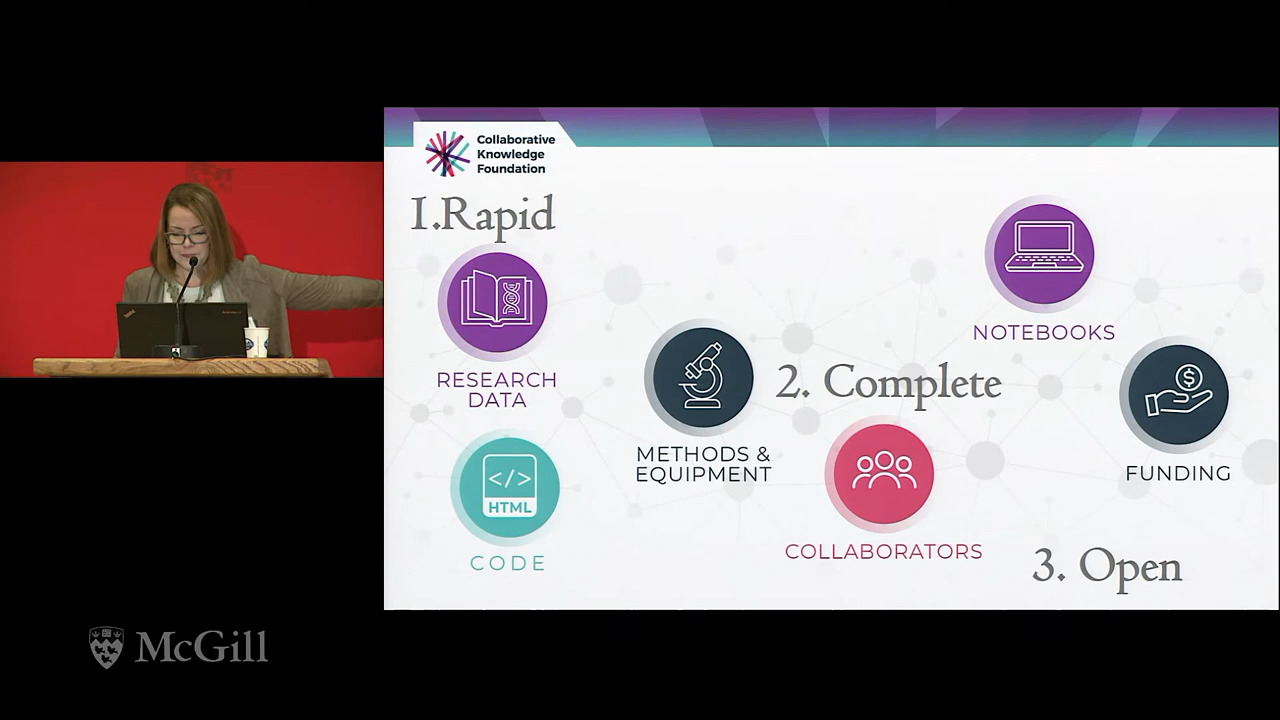 Collaborative
Knowledge
Foundation
1.Rapid
RESEARCH
DATA
NOTEBOOKS
METHODS &
EQUIPMENT
2. Complete
FUNDING
</>
HTML
CODE
$
COLLABORATORS
3. Open
McGill